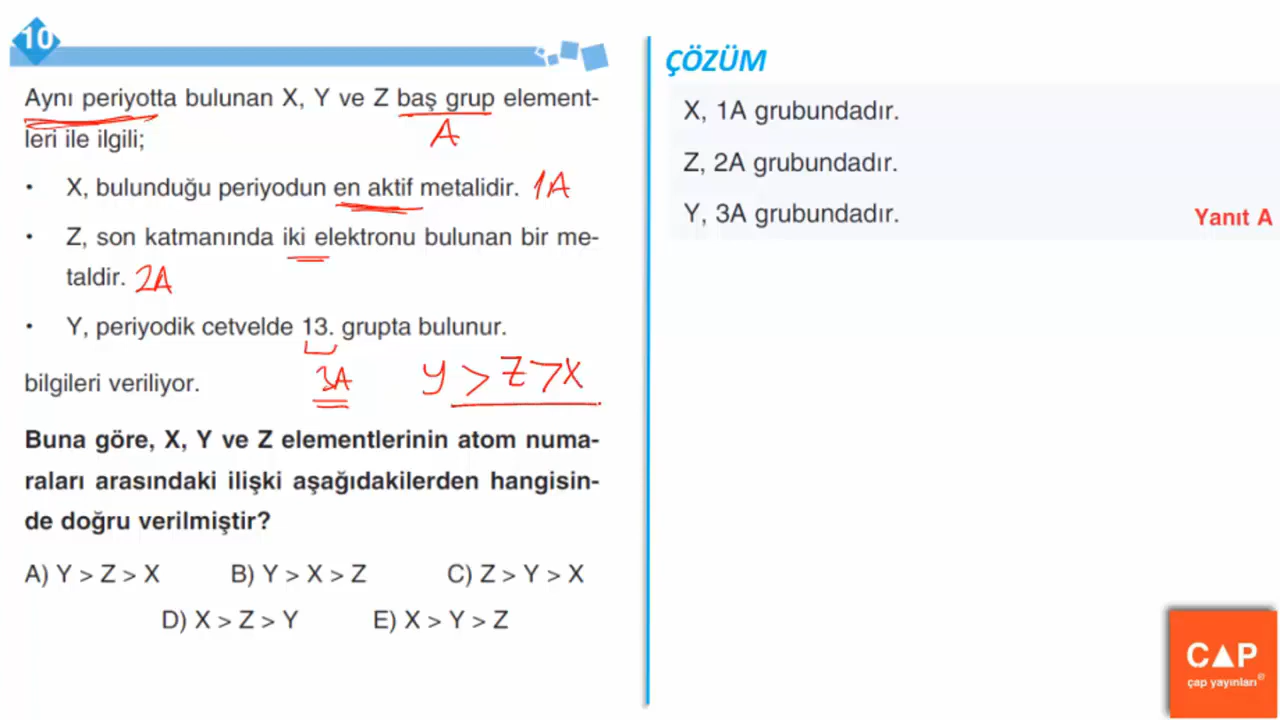 10
Aynı periyotta bulunan X, Y ve Z baş grup element-
A
leri ile ilgili;
• X, bulunduğu periyodun en aktif metalidir. 1A
• Z, son katmanında iki elektronu bulunan bir me-
taldir. 2A
• Y, periyodik cetvelde 13. grupta bulunur.
3A
bilgileri veriliyor.
Y > Z > X
Buna göre, X, Y ve Z elementlerinin atom numa-
raları arasındaki ilişki aşağıdakilerden hangisin-
de doğru verilmiştir?
A) Y > Z > X B) Y > X > Z C) Z > Y > X
D) X > Z > Y E) X > Y > Z
ÇÖZÜM
X, 1A grubundadır.
Z, 2A grubundadır.
Y, 3A grubundadır.
Yanıt A
ÇAP
çap yayınları©